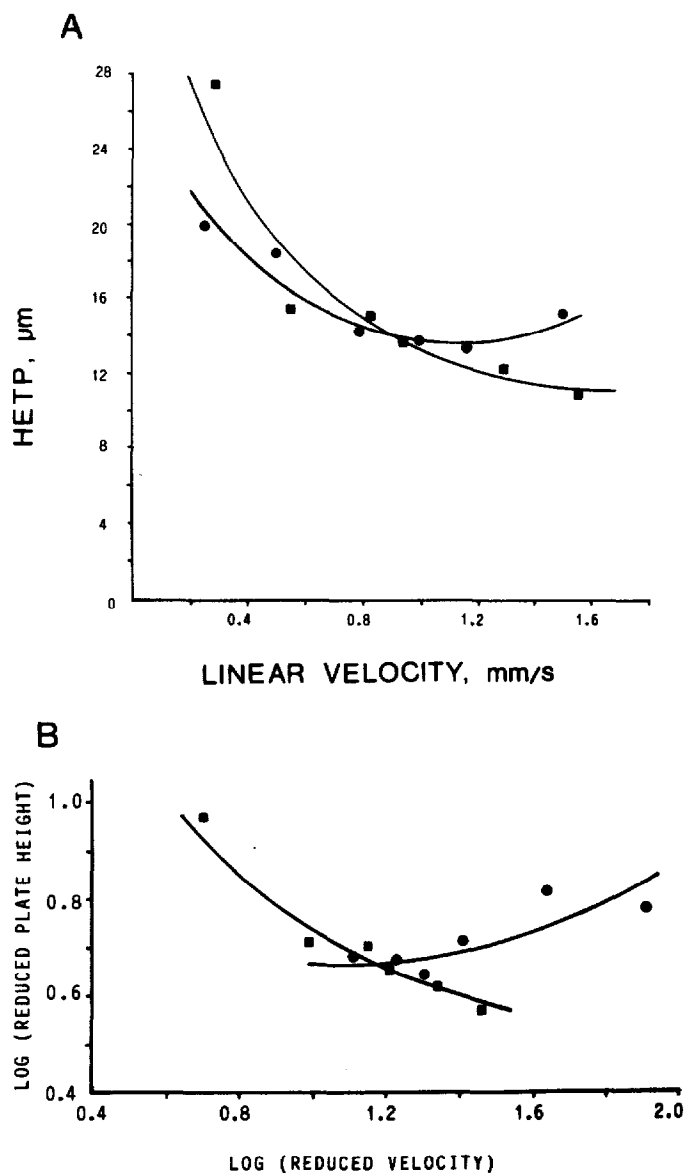 A
28
24
20
16
12
8
4
0
0.4 0.8 1.2 1.6
HETP, µm
LINEAR VELOCITY, mm/s
B
1.0
0.8
0.6
0.4
0.4 0.8 1.2 1.6 2.0
LOG (REDUCED PLATE HEIGHT)
LOG (REDUCED VELOCITY)